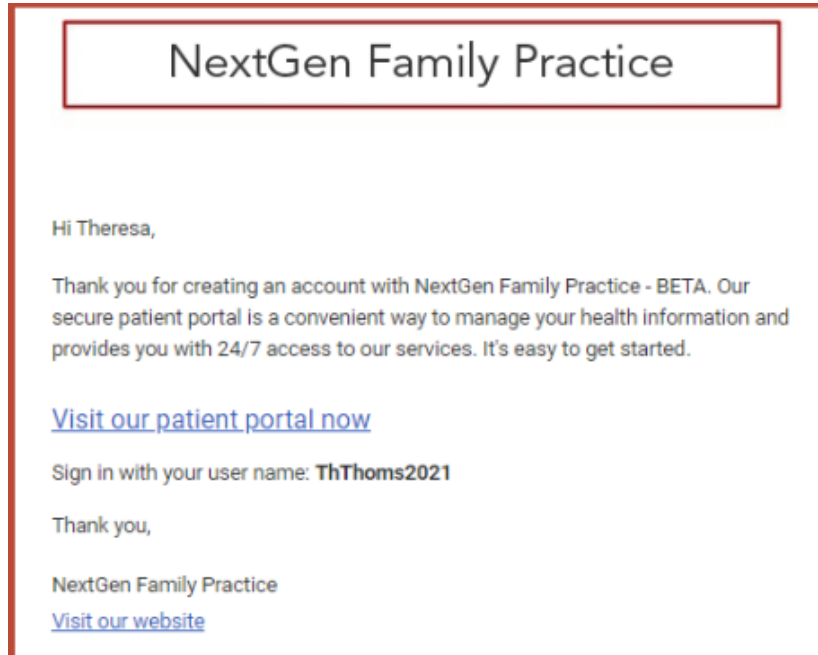 NextGen Family Practice
Hi Theresa,
Thank you for creating an account with NextGen Family Practice - BETA. Our
secure patient portal is a convenient way to manage your health information and
provides you with 24/7 access to our services. It's easy to get started.
Visit our patient portal now
Sign in with your user name: ThThoms2021
Thank you,
NextGen Family Practice
Visit our website